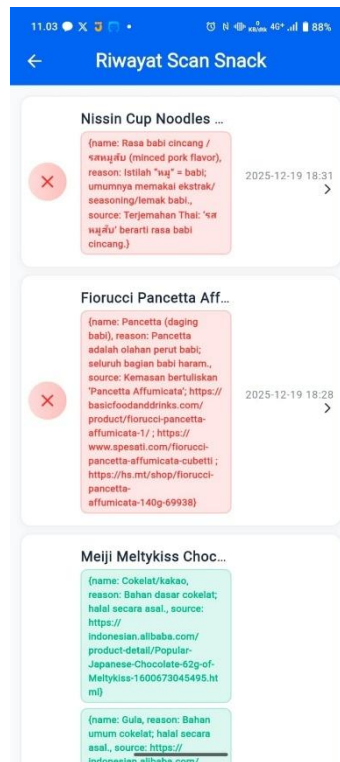 11.03 0 KB/dtk 4G+ 88%
Riwayat Scan Snack
Nissin Cup Noodles ...
{name: Rasa babi cincang /
รสหมูสับ (minced pork flavor),
reason: Istilah "หมู" = babi;
umumnya memakai ekstrak/
seasoning/lemak babi.,
source: Terjemahan Thai: 'รส
หมูสับ' berarti rasa babi
cincang.}
2025-12-19 18:31
Fiorucci Pancetta Aff...
{name: Pancetta (daging
babi), reason: Pancetta
adalah olahan perut babi;
seluruh bagian babi haram.,
source: Kemasan bertuliskan
'Pancetta Affumicata'; https://
basicfoodanddrinks.com/
product/fiorucci-pancetta-
affumicata-1/ ; https://
www.spesati.com/fiorucci-
pancetta-affumicata-cubetti ;
https://hs.mt/shop/fiorucci-
pancetta-
affumicata-140g-69938}
2025-12-19 18:28
Meiji Meltykiss Choc...
{name: Cokelat/kakao,
reason: Bahan dasar cokelat;
halal secara asal., source:
https://
indonesian.alibaba.com/
product-detail/Popular-
Japanese-Chocolate-62g-of-
Meltykiss-1600673045495.ht
ml}
{name: Gula, reason: Bahan
umum cokelat; halal secara
asal., source: https://
indonesian.alibaba.com/